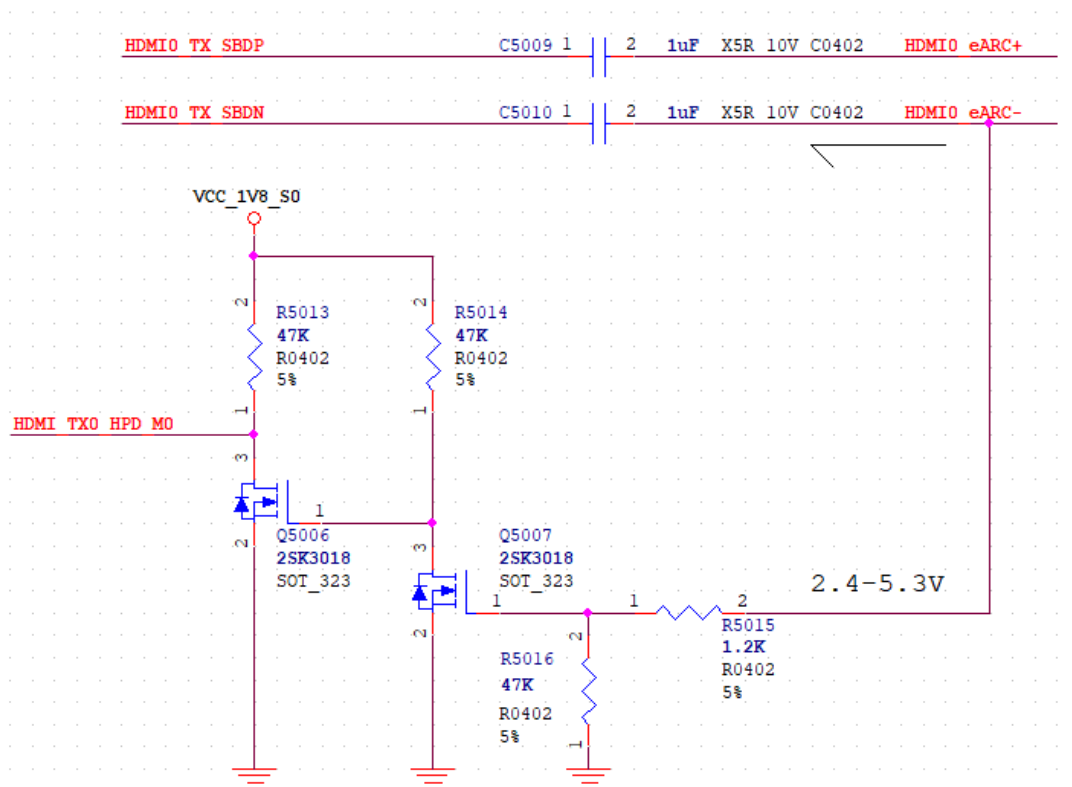 HDMI0 TX SBDP
C5009 1 2 1uF X5R 10V C0402 HDMI0 eARC+
HDMI0 TX SBDN
C5010 1 2 1uF X5R 10V C0402 HDMI0 eARC-
VCC_1V8_S0
2
R5013
47K
R0402
5%
1
2
R5014
47K
R0402
5%
1
HDMI TX0 HPD M0
3
1
2
Q5006
2SK3018
SOT_323
3
1
2
Q5007
2SK3018
SOT_323
2.4-5.3V
1 2
R5015
1.2K
R0402
5%
2
R5016
47K
R0402
5%
1